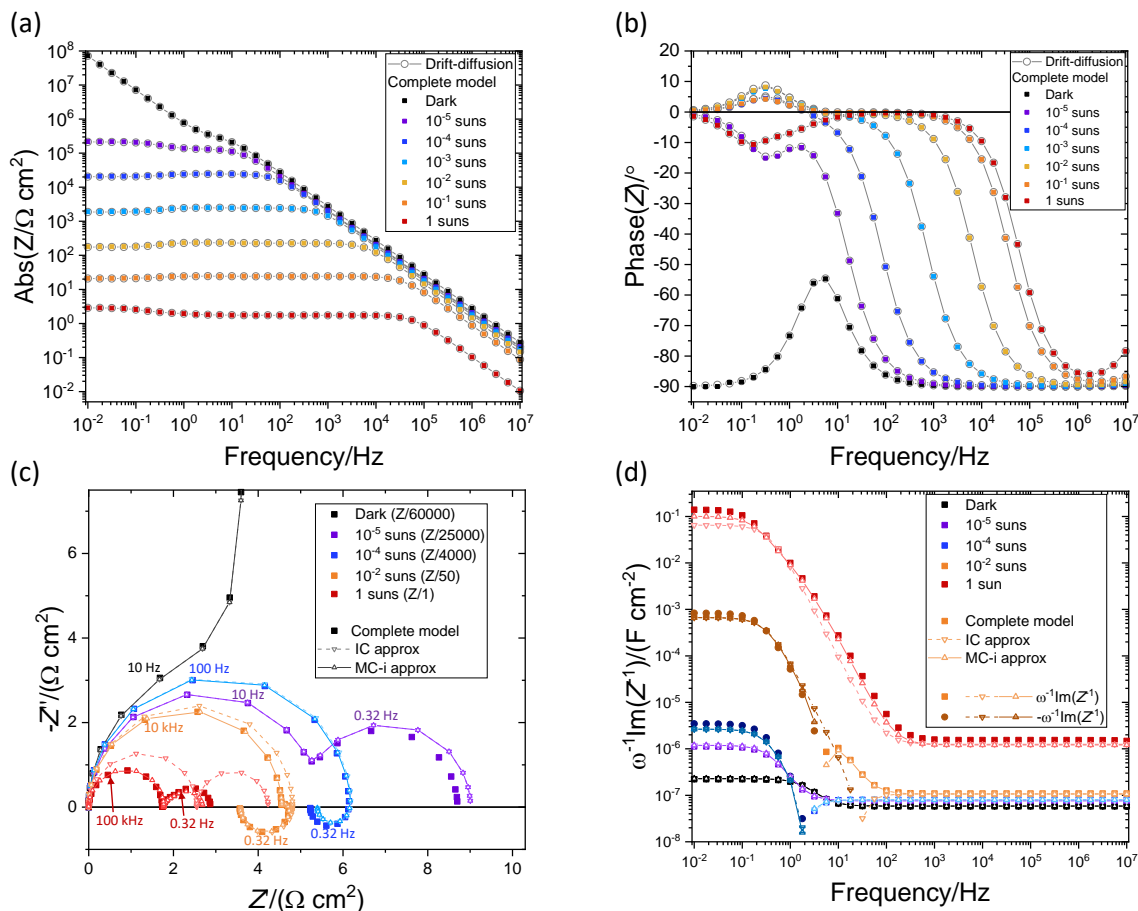 (a)
Abs(Z/Ω cm²)
10⁸
10⁷
10⁶
10⁵
10⁴
10³
10²
10¹
10⁰
10⁻¹
10⁻²
Drift-diffusion
Complete model
Dark
10⁻⁵ suns
10⁻⁴ suns
10⁻³ suns
10⁻² suns
10⁻¹ suns
1 suns
10⁻² 10⁻¹ 10⁰ 10¹ 10² 10³ 10⁴ 10⁵ 10⁶ 10⁷
Frequency/Hz
(b)
Phase(Z)/°
20
10
0
-10
-20
-30
-40
-50
-60
-70
-80
-90
Drift-diffusion
Complete model
Dark
10⁻⁵ suns
10⁻⁴ suns
10⁻³ suns
10⁻² suns
10⁻¹ suns
1 suns
10⁻² 10⁻¹ 10⁰ 10¹ 10² 10³ 10⁴ 10⁵ 10⁶ 10⁷
Frequency/Hz
(c)
-Z''/(Ω cm²)
6
4
2
0
Dark (Z/60000)
10⁻⁵ suns (Z/25000)
10⁻⁴ suns (Z/4000)
10⁻² suns (Z/50)
1 suns (Z/1)
Complete model
IC approx
MC-i approx
10 Hz
100 Hz
10 Hz
10 kHz
0.32 Hz
100 kHz
0.32 Hz
0.32 Hz
0.32 Hz
0 2 4 6 8 10
Z'/(Ω cm²)
(d)
ω⁻¹Im(Z⁻¹)/(F cm⁻²)
10⁻¹
10⁻²
10⁻³
10⁻⁴
10⁻⁵
10⁻⁶
10⁻⁷
10⁻⁸
Dark
10⁻⁵ suns
10⁻⁴ suns
10⁻² suns
1 sun
Complete model
IC approx
MC-i approx
ω⁻¹Im(Z⁻¹)
-ω⁻¹Im(Z⁻¹)
10⁻² 10⁻¹ 10⁰ 10¹ 10² 10³ 10⁴ 10⁵ 10⁶ 10⁷
Frequency/Hz